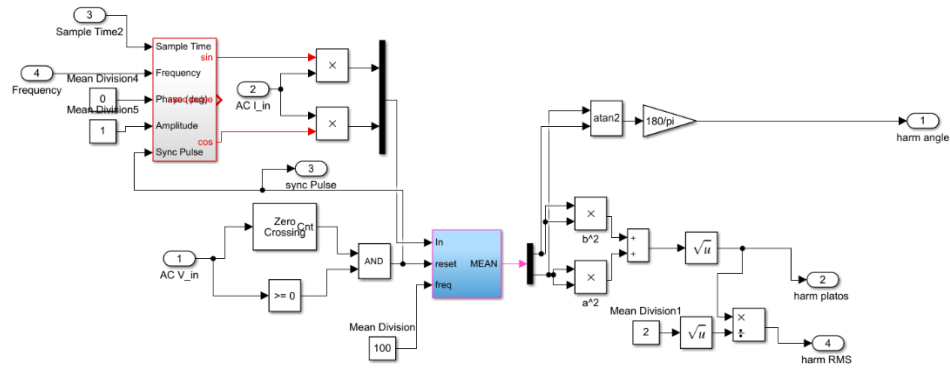 3
Sample Time2
Sample Time
sin
4
Frequency
Frequency
Mean Division4
0
Phase (deg)
Mean Division5
1
Amplitude
cos
Sync Pulse
×
2
AC I_in
×
3
sync Pulse
Zero
Crossing
Cnt
1
AC V_in
>= 0
AND
In
reset
MEAN
freq
Mean Division
100
atan2
180/pi
1
harm angle
×
b^2
+
+
√u
×
a^2
2
harm platos
Mean Division1
2
√u
×
÷
4
harm RMS